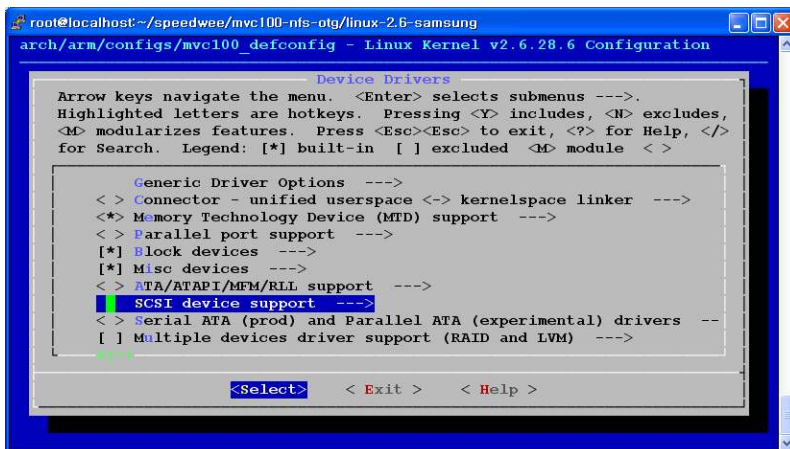 root@localhost:~/speedwee/mvc100-nfs-otg/linux-2.6-samsung
arch/arm/configs/mvc100_defconfig - Linux Kernel v2.6.28.6 Configuration
Device Drivers
Arrow keys navigate the menu. <Enter> selects submenus --->.
Highlighted letters are hotkeys. Pressing <Y> includes, <N> excludes,
<M> modularizes features. Press <Esc><Esc> to exit, <?> for Help, </>
for Search. Legend: [*] built-in [ ] excluded <M> module < >
Generic Driver Options --->
< > Connector - unified userspace <-> kernelspace linker --->
<*> Memory Technology Device (MTD) support --->
< > Parallel port support --->
[*] Block devices --->
[*] Misc devices --->
< > ATA/ATAPI/MFM/RLL support --->
SCSI device support --->
< > Serial ATA (prod) and Parallel ATA (experimental) drivers --
[ ] Multiple devices driver support (RAID and LVM) --->
<Select> < Exit > < Help >